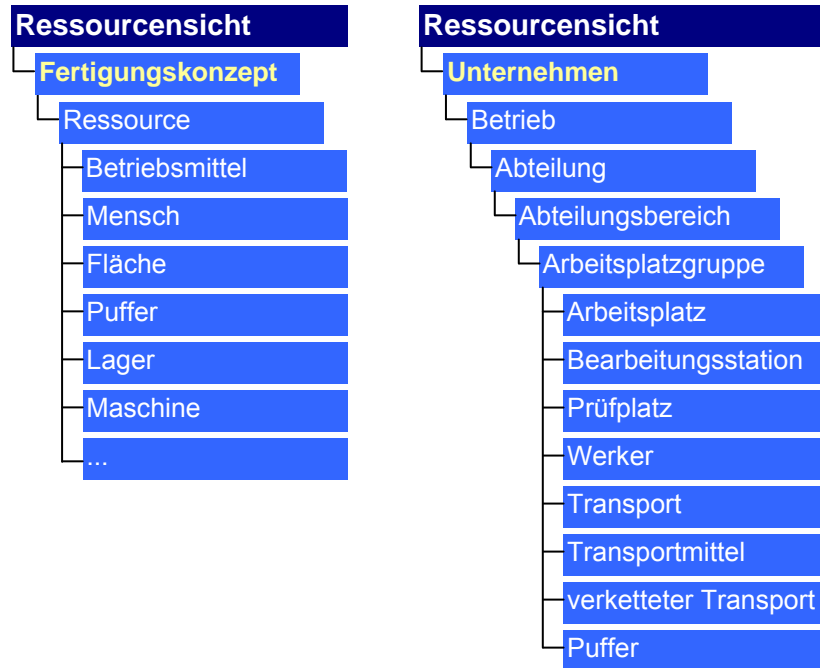 Ressourcensicht
Fertigungskonzept
Ressource
Betriebsmittel
Mensch
Fläche
Puffer
Lager
Maschine
...
Ressourcensicht
Unternehmen
Betrieb
Abteilung
Abteilungsbereich
Arbeitsplatzgruppe
Arbeitsplatz
Bearbeitungsstation
Prüfplatz
Werker
Transport
Transportmittel
verketteter Transport
Puffer